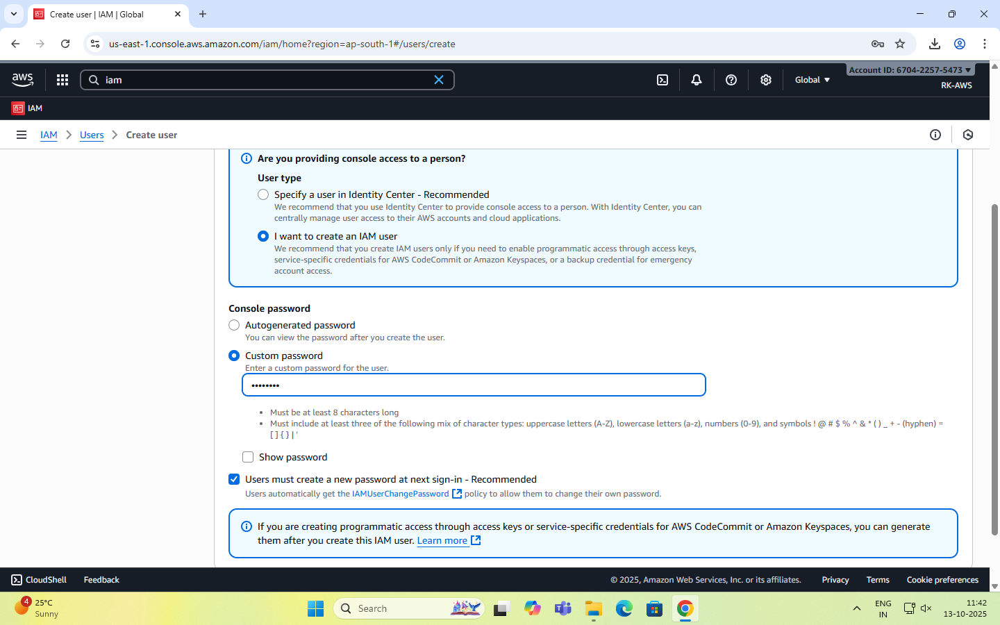 Create user | IAM | Global
us-east-1.console.aws.amazon.com/iam/home?region=ap-south-1#/users/create
aws
iam
Global
Account ID: 6704-2257-5473
RK-AWS
IAM
IAM
Users
Create user
Are you providing console access to a person?
User type
Specify a user in Identity Center - Recommended
We recommend that you use Identity Center to provide console access to a person. With Identity Center, you can
centrally manage user access to their AWS accounts and cloud applications.
I want to create an IAM user
We recommend that you create IAM users only if you need to enable programmatic access through access keys,
service-specific credentials for AWS CodeCommit or Amazon Keyspaces, or a backup credential for emergency
account access.
Console password
Autogenerated password
You can view the password after you create the user.
Custom password
Enter a custom password for the user.
••••••••
• Must be at least 8 characters long
• Must include at least three of the following mix of character types: uppercase letters (A-Z), lowercase letters (a-z), numbers (0-9), and symbols ! @ # $ % ^ & * ( ) _ + - (hyphen) =
[ ] { } | '
Show password
Users must create a new password at next sign-in - Recommended
Users automatically get the IAMUserChangePassword policy to allow them to change their own password.
If you are creating programmatic access through access keys or service-specific credentials for AWS CodeCommit or Amazon Keyspaces, you can generate
them after you create this IAM user. Learn more
CloudShell
Feedback
© 2025, Amazon Web Services, Inc. or its affiliates.
Privacy
Terms
Cookie preferences
4
25°C
Sunny
Search
ENG
IN
11:42
13-10-2025